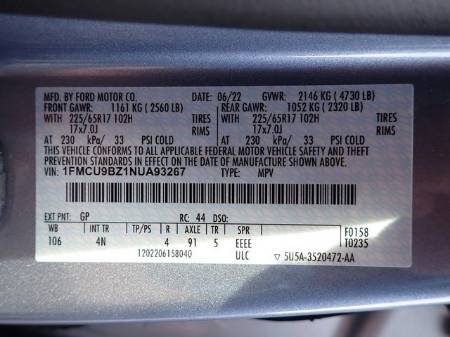 MFD. BY FORD MOTOR CO. 06/22 GVWR: 2146 KG (4730 LB)
FRONT GAWR: 1161 KG (2560 LB) REAR GAWR: 1052 KG (2320 LB)
WITH 225/65R17 102H TIRES WITH 225/65R17 102H TIRES
17x7.0J RIMS 17x7.0J RIMS
AT 230 kPa/ 33 PSI COLD AT 230 kPa/ 33 PSI COLD
THIS VEHICLE CONFORMS TO ALL APPLICABLE FEDERAL MOTOR VEHICLE
SAFETY STANDARDS IN EFFECT ON THE DATE OF MANUFACTURE SHOWN ABOVE.
VIN: 1FMCU9BZ1NUA93267 TYPE: MPV
EXT PNT: GP RC: 44 DSO:
WB INT TR TP/PS R AXLE TR SPR F0158
106 4N 4 91 5 EEEE T0235
1202206158040 ULC ▽ 5U5A-3520472-AA